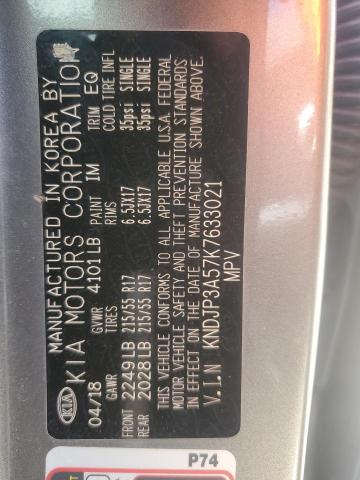 MANUFACTURED IN KOREA BY
KIA KIA MOTORS CORPORATION
04/18 GVWR 4101LB PAINT IM TRIM EQ
GAWR TIRES RIMS COLD TIRE INFL
FRONT 2249LB 215/55 R17 6.5JX17 35psi SINGLE
REAR 2028LB 215/55 R17 6.5JX17 35psi SINGLE
THIS VEHICLE CONFORMS TO ALL APPLICABLE U.S.A. FEDERAL
MOTOR VEHICLE SAFETY AND THEFT PREVENTION STANDARDS
IN EFFECT ON THE DATE OF MANUFACTURE SHOWN ABOVE.
V.I.N KNDJP3A57K7633021
MPV
P74